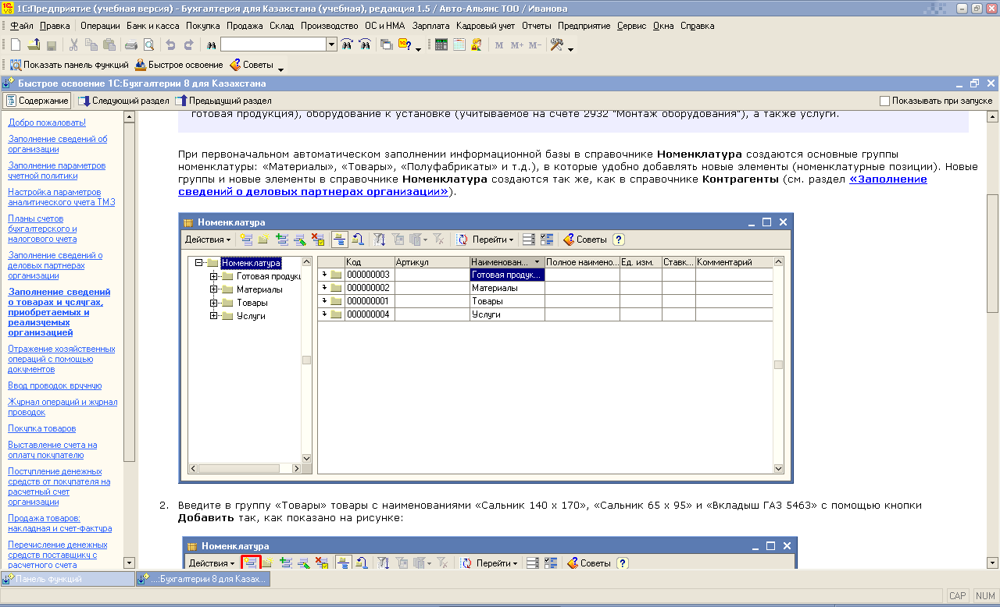 1С:Предприятие (учебная версия) - Бухгалтерия для Казахстана (учебная), редакция 1.5 / Авто-Альянс ТОО / Иванова
Файл Правка Операции Банк и касса Покупка Продажа Склад Производство ОС и НМА Зарплата Кадровый учет Отчеты Предприятие Сервис Окна Справка
M M+ M-
Показать панель функций Быстрое освоение Советы
Быстрое освоение 1С:Бухгалтерии 8 для Казахстана
Содержание Следующий раздел Предыдущий раздел Показывать при запуске
Добро пожаловать!
Заполнение сведений об
организации
Заполнение параметров
учетной политики
Настройка параметров
аналитического учета ТМЗ
Планы счетов
бухгалтерского и
налогового учета
Заполнение сведений о
деловых партнерах
организации
Заполнение сведений
о товарах и услугах,
приобретаемых и
реализуемых
организацией
Отражение хозяйственных
операций с помощью
документов
Ввод проводок вручную
Журнал операций и журнал
проводок
Покупка товаров
Выставление счета на
оплату покупателю
Поступление денежных
средств от покупателя на
расчетный счет
организации
Продажа товаров:
накладная и счет-фактура
Перечисление денежных
средств поставщику с
расчетного счета
готовая продукция), оборудование к установке (учитываемое на счете 2932 "Монтаж оборудования"), а также услуги.
При первоначальном автоматическом заполнении информационной базы в справочнике Номенклатура создаются основные группы
номенклатуры: «Материалы», «Товары», «Полуфабрикаты» и т.д.), в которые удобно добавлять новые элементы (номенклатурные позиции). Новые
группы и новые элементы в справочнике Номенклатура создаются так же, как в справочнике Контрагенты (см. раздел «Заполнение
сведений о деловых партнерах организации»).
Номенклатура
Действия Перейти Советы
Номенклатура
Готовая продукц
Материалы
Товары
Услуги
Код Артикул Наименован... Полное наимено... Ед. изм. Ставк... Комментарий
000000003 Готовая продук...
000000002 Материалы
000000001 Товары
000000004 Услуги
2. Введите в группу «Товары» товары с наименованиями «Сальник 140 х 170», «Сальник 65 х 95» и «Вкладыш ГАЗ 5463» с помощью кнопки
Добавить так, как показано на рисунке:
Номенклатура
Действия Перейти Советы
Панель функций ...:Бухгалтерии 8 для Казах...
CAP NUM